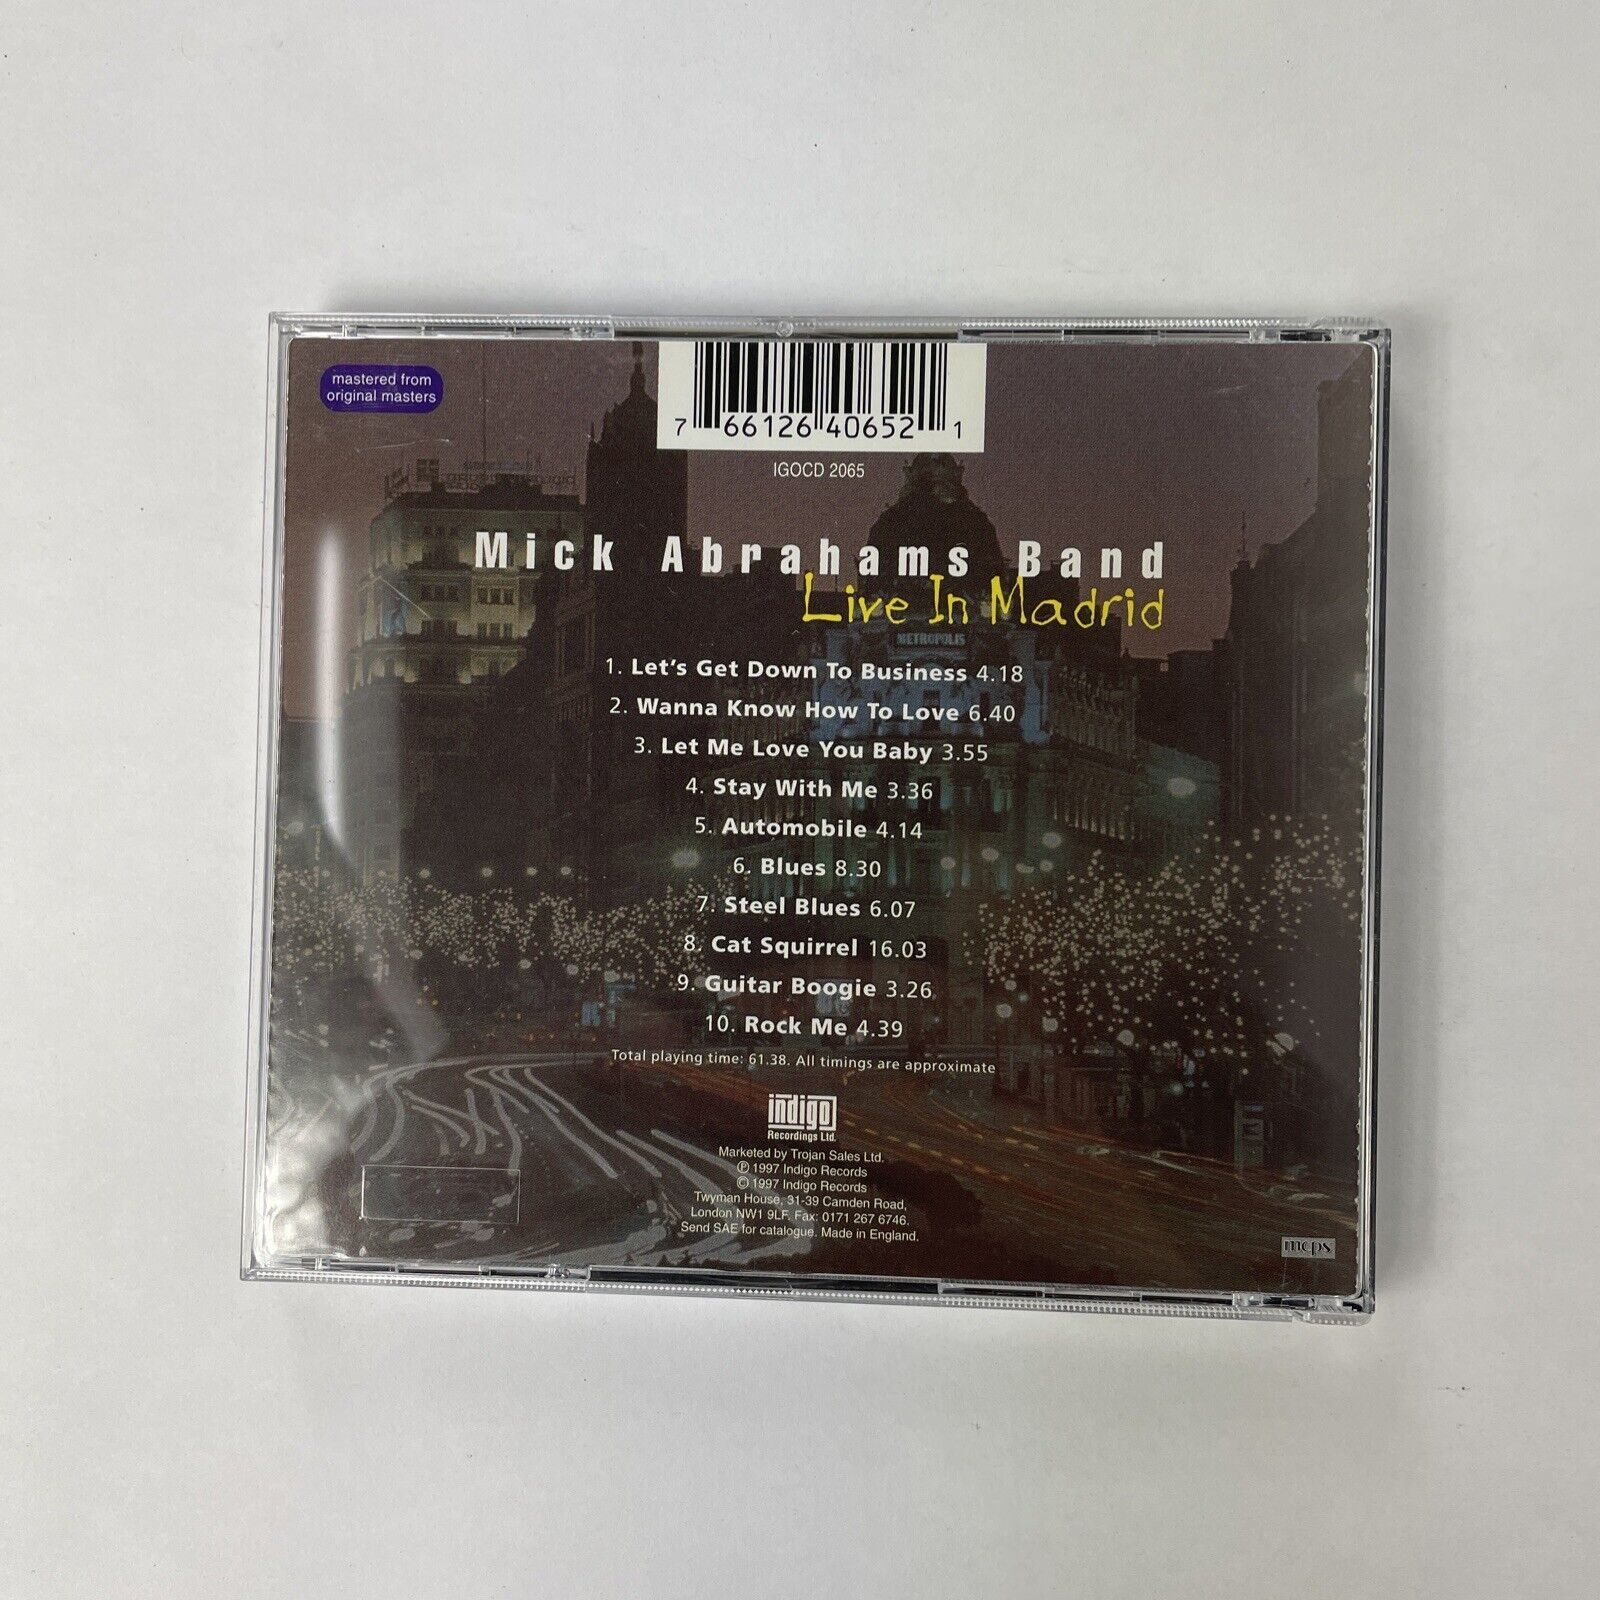 mastered from
original masters
7 66126 40652 1
IGOCD 2065
Mick Abrahams Band
Live In Madrid
METROPOLIS
1. Let's Get Down To Business 4.18
2. Wanna Know How To Love 6.40
3. Let Me Love You Baby 3.55
4. Stay With Me 3.36
5. Automobile 4.14
6. Blues 8.30
7. Steel Blues 6.07
8. Cat Squirrel 16.03
9. Guitar Boogie 3.26
10. Rock Me 4.39
Total playing time: 61.38. All timings are approximate
indigo
Recordings Ltd.
Marketed by Trojan Sales Ltd.
℗ 1997 Indigo Records
© 1997 Indigo Records
Twyman House, 31-39 Camden Road,
London NW1 9LF. Fax: 0171 267 6746.
Send SAE for catalogue. Made in England.
mcps